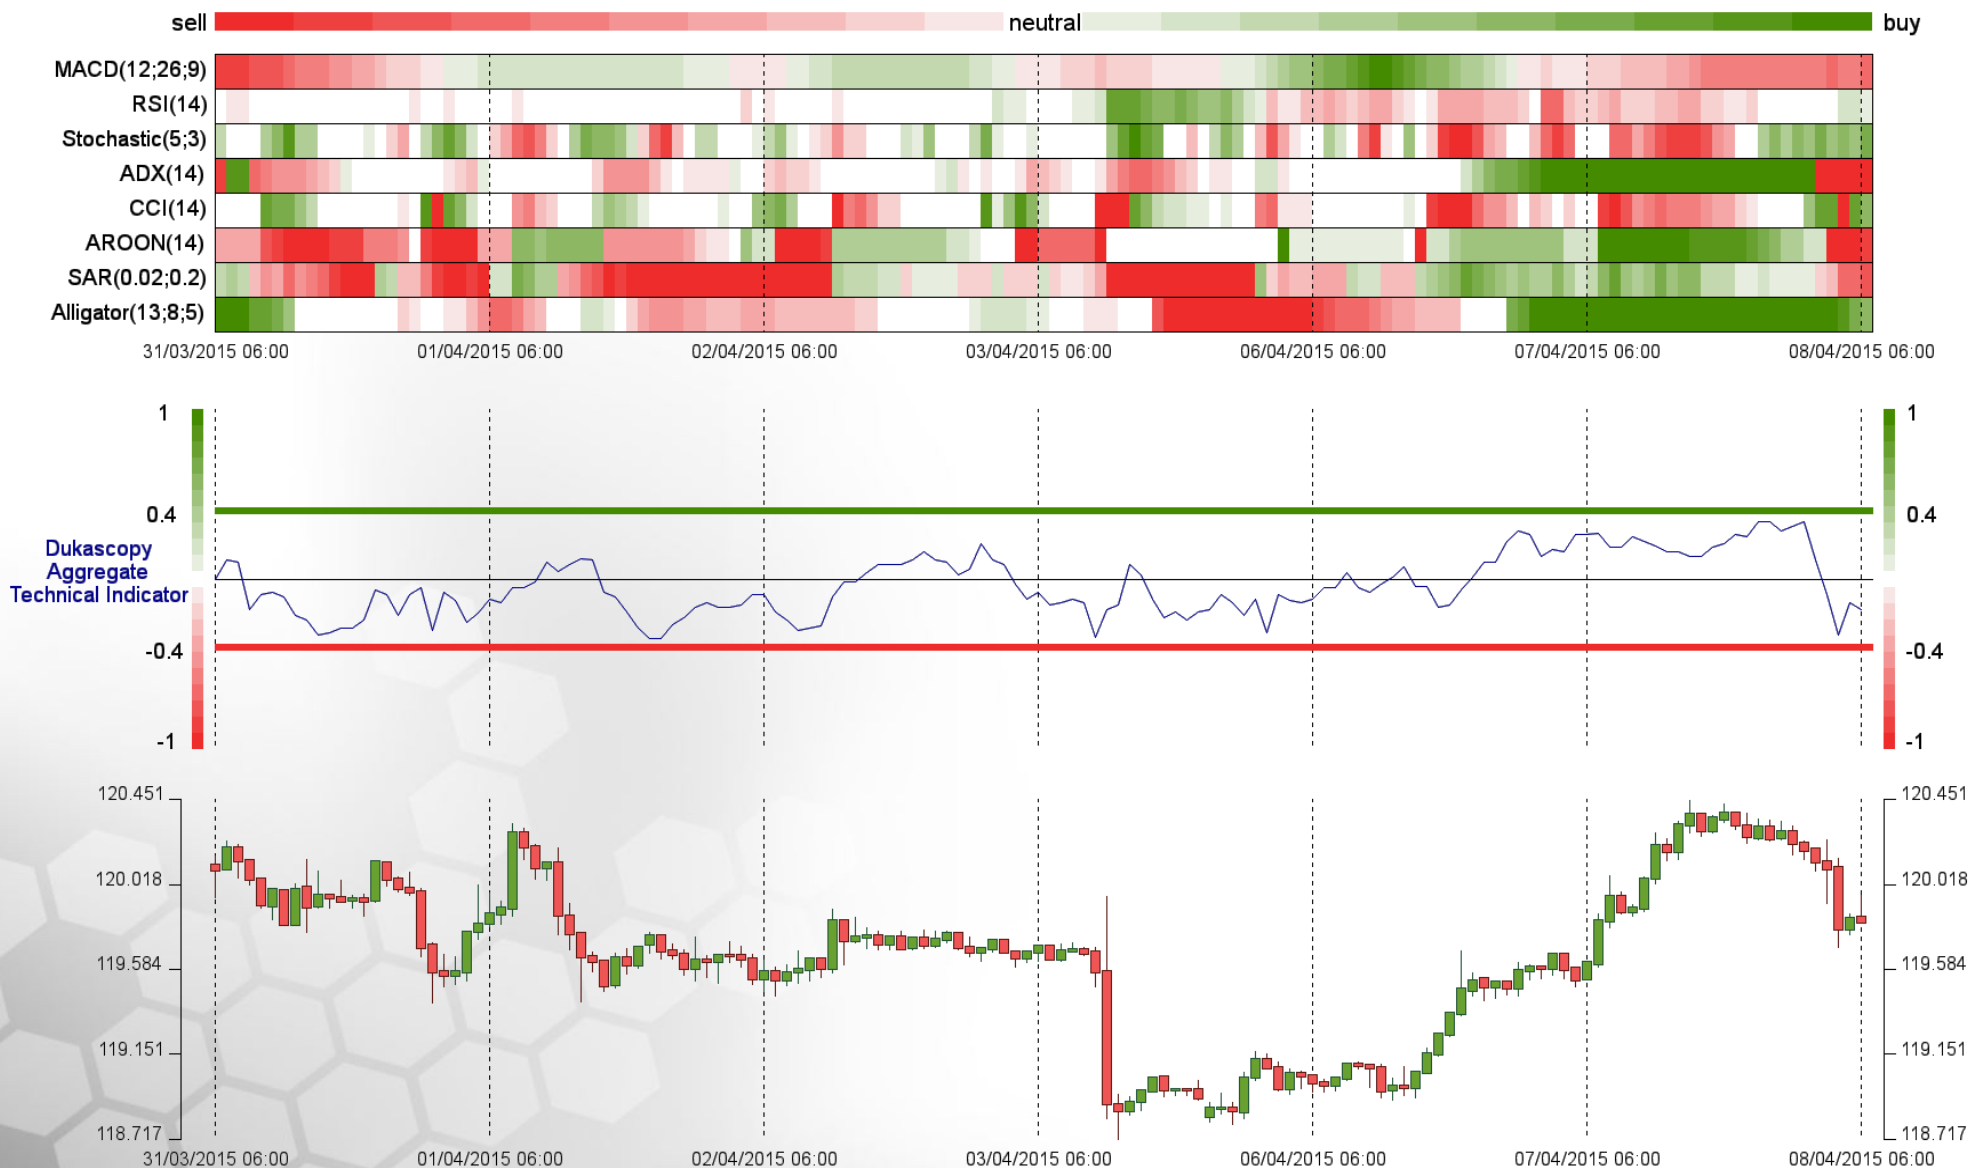 sell neutral buy
MACD(12;26;9)
RSI(14)
Stochastic(5;3)
ADX(14)
CCI(14)
AROON(14)
SAR(0.02;0.2)
Alligator(13;8;5)
31/03/2015 06:00 01/04/2015 06:00 02/04/2015 06:00 03/04/2015 06:00 06/04/2015 06:00 07/04/2015 06:00 08/04/2015 06:00
1 1
0.4 0.4
Dukascopy
Aggregate
Technical Indicator
-0.4 -0.4
-1 -1
120.451 120.451
120.018 120.018
119.584 119.584
119.151 119.151
118.717 118.717
31/03/2015 06:00 01/04/2015 06:00 02/04/2015 06:00 03/04/2015 06:00 06/04/2015 06:00 07/04/2015 06:00 08/04/2015 06:00